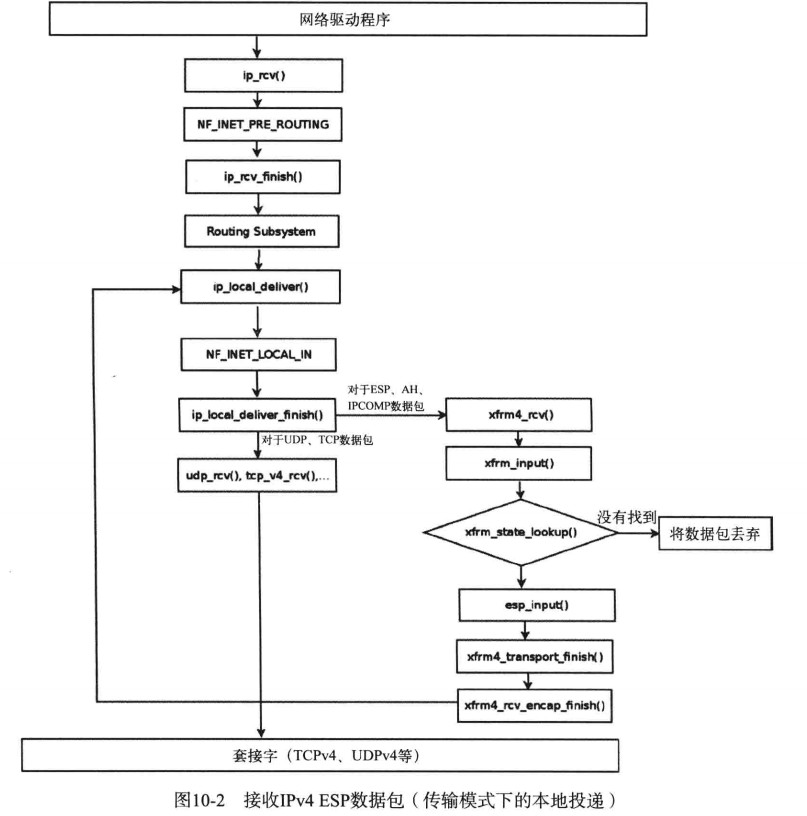 网络驱动程序
ip_rcv()
NF_INET_PRE_ROUTING
ip_rcv_finish()
Routing Subsystem
ip_local_deliver()
NF_INET_LOCAL_IN
对于ESP、AH、
IPCOMP数据包
ip_local_deliver_finish()
xfrm4_rcv()
对于UDP、TCP数据包
xfrm_input()
udp_rcv(), tcp_v4_rcv(),...
没有找到
xfrm_state_lookup()
将数据包丢弃
esp_input()
xfrm4_transport_finish()
xfrm4_rcv_encap_finish()
套接字（TCPv4、UDPv4等）
图10-2 接收IPv4 ESP数据包（传输模式下的本地投递）